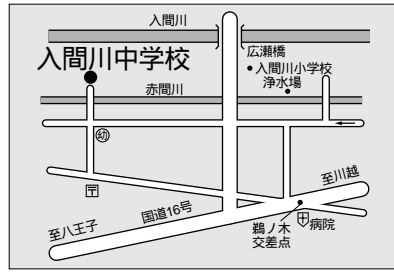 入間川
広瀬橋
入間川中学校
入間川小学校
浄水場
赤間川
幼
〒
至川越
国道16号
至八王子
鵜ノ木
交差点
病院